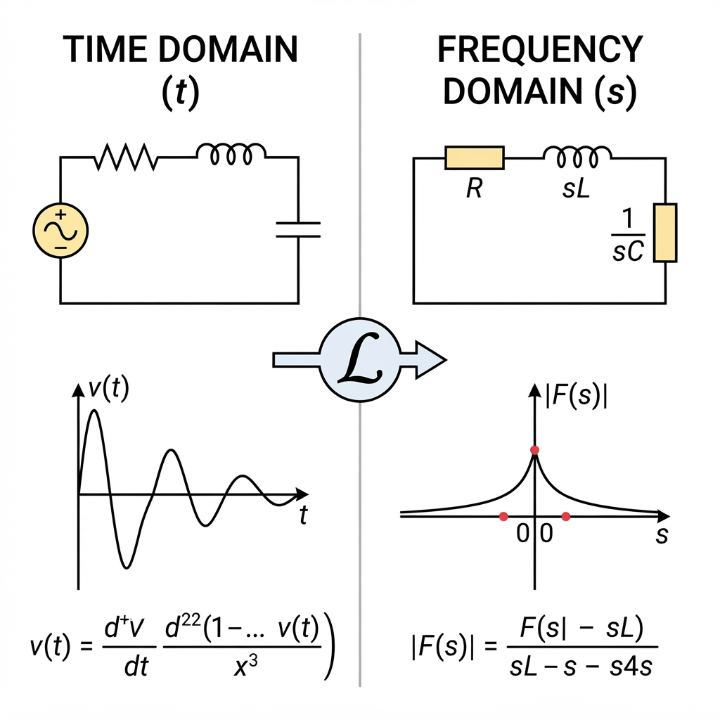 TIME DOMAIN
(t)
+
−
v(t)
t
v(t) = d⁺v/dt d²²(1−... v(t)/x³)
FREQUENCY
DOMAIN (s)
R
sL
1/sC
ℒ
|F(s)|
0 0
s
|F(s)| = F(s| − sL)/sL − s − s4s